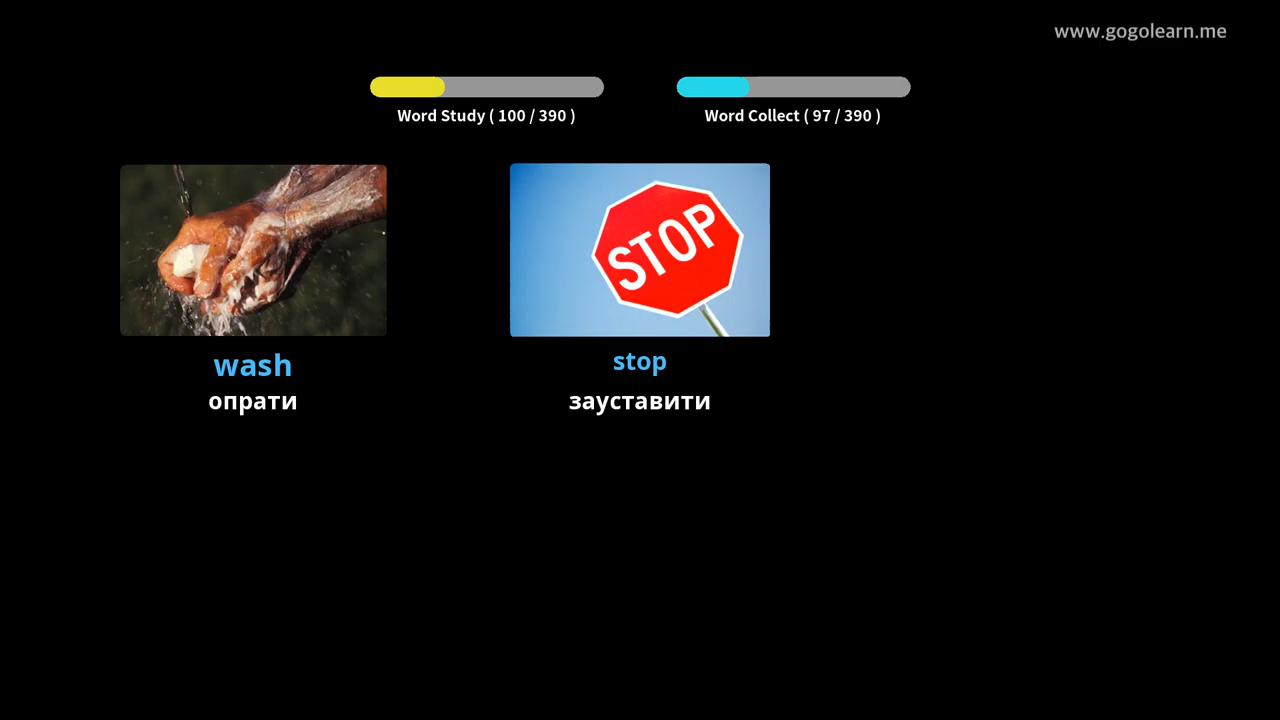 www.gogolearn.me
Word Study ( 100 / 390 )
Word Collect ( 97 / 390 )
STOP
wash
stop
опрати
зауставити